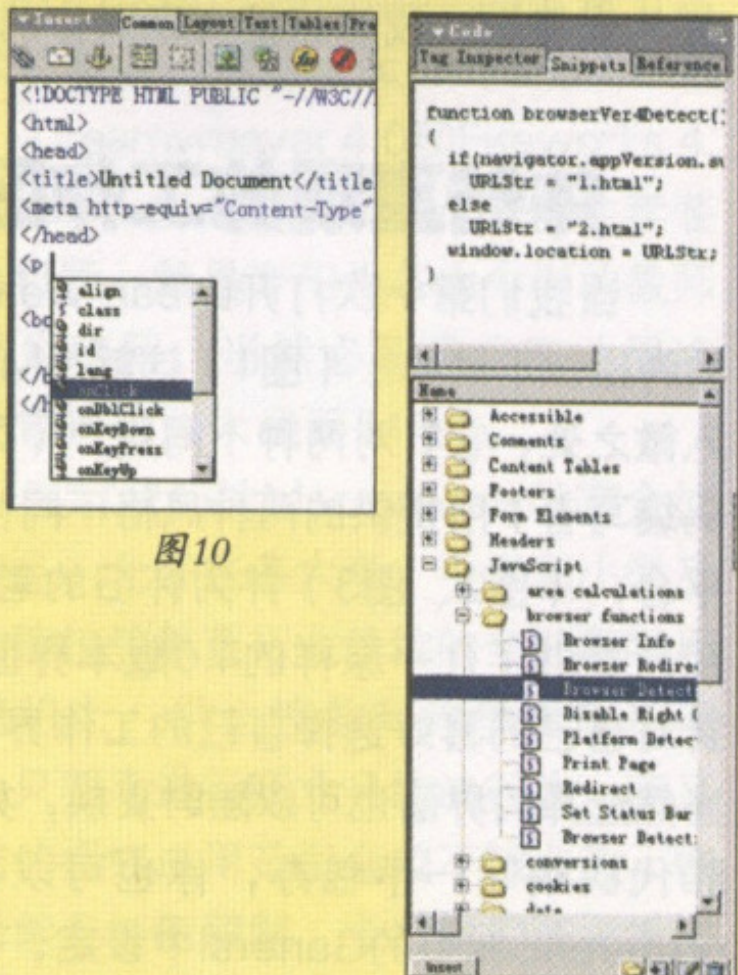 Insert Common Layout Text Tables Fra
<!DOCTYPE HTML PUBLIC "-//W3C//
<html>
<head>
<title>Untitled Document</title
<meta http-equiv="Content-Type"
</head>
<p
align
class
<bo
dir
id
lang
</b
onClick
</h
onDblClick
onKeyDown
onKeyPress
onKeyUp
图10
Code
Tag Inspector Snippets Reference
function browserVer4Detect()
{
if(navigator.appVersion.su
URLStr = "1.html";
else
URLStr = "2.html";
window.location = URLStr;
}
Name
Accessible
Comments
Content Tables
Footers
Form Elements
Headers
JavaScript
area calculations
browser functions
Browser Info
Browser Redire
Browser Detect
Disable Right C
Platform Detec
Print Page
Redirect
Set Status Bar
Browser Detect:
conversions
cookies
data
Insert